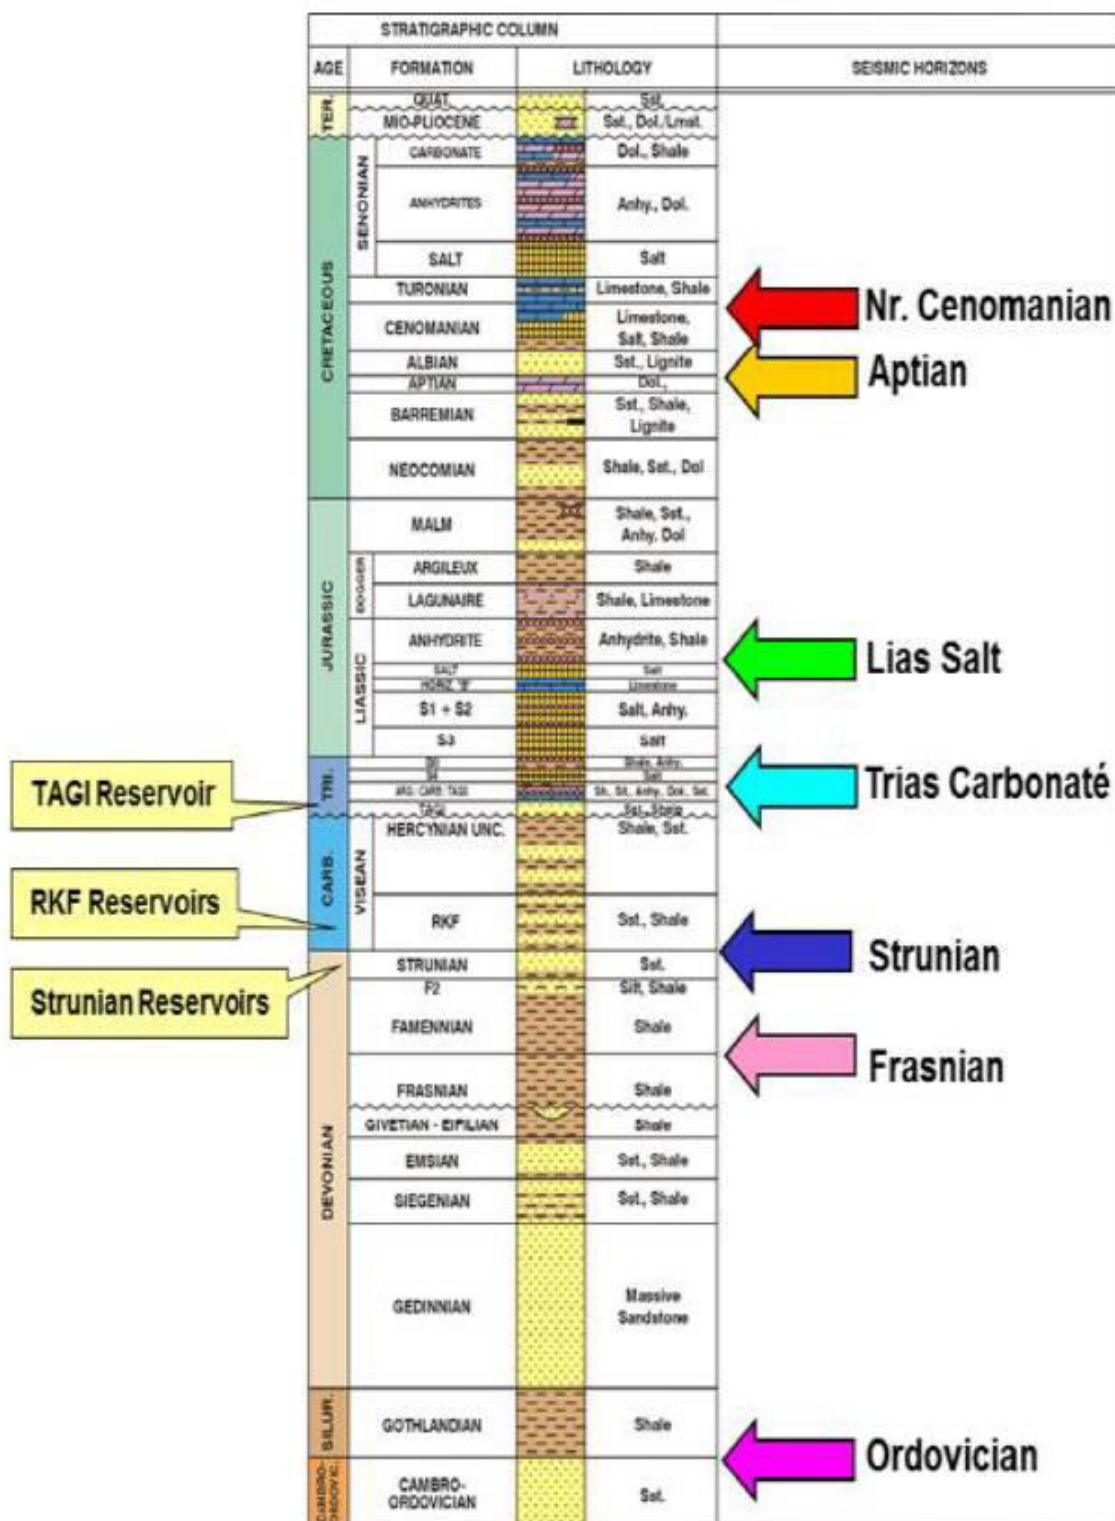 STRATIGRAPHIC COLUMN
AGE FORMATION LITHOLOGY SEISMIC HORIZONS
TER.
QUAT. Sst.
MIO-PLIOCENE Sst., Dol./Lmst.
CRETACEOUS
SENONIAN
CARBONATE Dol., Shale
ANHYDRITES Anhy., Dol.
SALT Salt
TURONIAN Limestone, Shale
Nr. Cenomanian
CENOMANIAN Limestone,
Salt, Shale
ALBIAN Sst., Lignite
Aptian
APTIAN Dol.,
BARREMIAN Sst., Shale,
Lignite
NEOCOMIAN Shale, Sst., Dol
JURASSIC
MALM Shale, Sst.,
Anhy. Dol
DOGGER
ARGILEUX Shale
LAGUNAIRE Shale, Limestone
LIASSIC
ANHYDRITE Anhydrite, Shale
Lias Salt
SALT Salt
HORIZ. "B" Limestone
S1 + S2 Salt, Anhy.
S3 Salt
TRI.
Shale, Anhy.
S4 Salt
Trias Carbonaté
TAGI Reservoir
TAGI Sst., Shale
CARB.
VISEAN
HERCYNIAN UNC. Shale, Sst.
RKF Reservoirs
RKF Sst., Shale
Strunian
DEVONIAN
STRUNIAN Sst.
F2 Silt, Shale
Strunian Reservoirs
FAMENNIAN Shale
Frasnian
FRASNIAN Shale
GIVETIAN - EIFILIAN Shale
EMSIAN Sst., Shale
SIEGENIAN Sst., Shale
GEDINNIAN Massive
Sandstone
SILUR.
GOTHLANDIAN Shale
Ordovician
CAMBRO-
ORDOVIC.
CAMBRO-
ORDOVICIAN Sst.